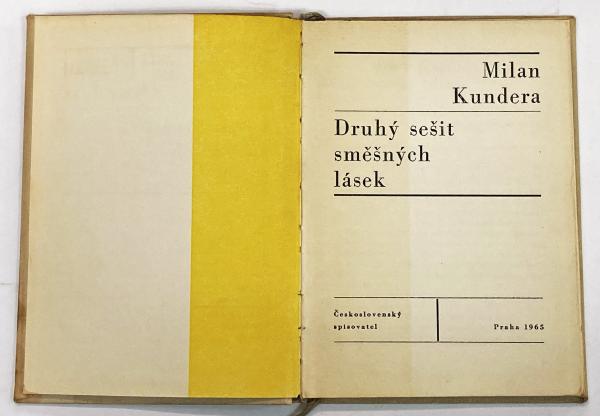 Milan
Kundera
Druhý sešit
směšných
lásek
Československý
spisovatel
Praha 1965